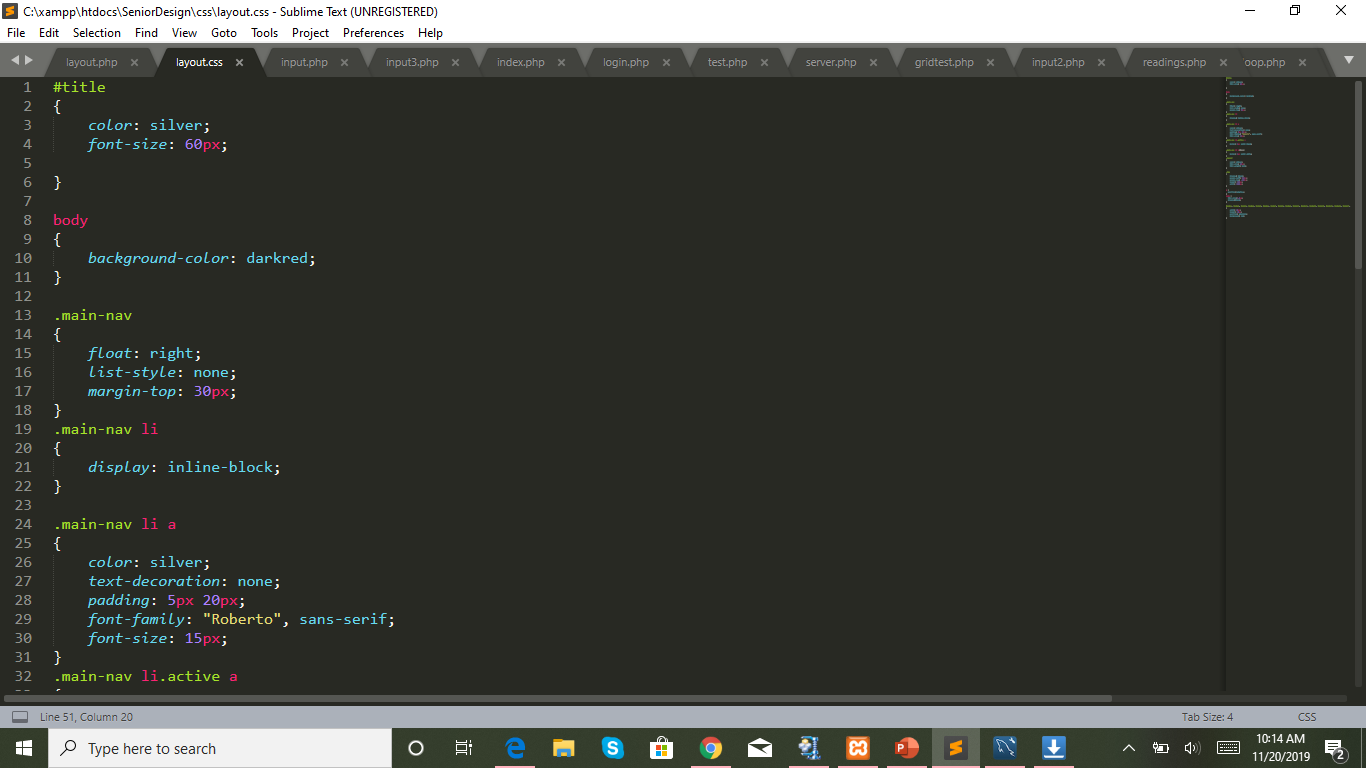 C:\xampp\htdocs\SeniorDesign\css\layout.css - Sublime Text (UNREGISTERED)
File Edit Selection Find View Goto Tools Project Preferences Help
layout.php layout.css input.php input3.php index.php login.php test.php server.php gridtest.php input2.php readings.php oop.php
1 #title
2 {
3 color: silver;
4 font-size: 60px;
5
6 }
7
8 body
9 {
10 background-color: darkred;
11 }
12
13 .main-nav
14 {
15 float: right;
16 list-style: none;
17 margin-top: 30px;
18 }
19 .main-nav li
20 {
21 display: inline-block;
22 }
23
24 .main-nav li a
25 {
26 color: silver;
27 text-decoration: none;
28 padding: 5px 20px;
29 font-family: "Roberto", sans-serif;
30 font-size: 15px;
31 }
32 .main-nav li.active a
Line 51, Column 20 Tab Size: 4 CSS
Type here to search
10:14 AM
11/20/2019
2